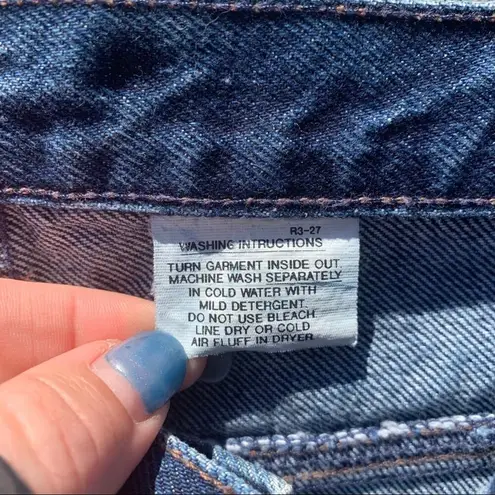 R3-27
WASHING INTRUCTIONS
TURN GARMENT INSIDE OUT
MACHINE WASH SEPARATELY
IN COLD WATER WITH
MILD DETERGENT.
DO NOT USE BLEACH
LINE DRY OR COLD
AIR FLUFF IN DRYER